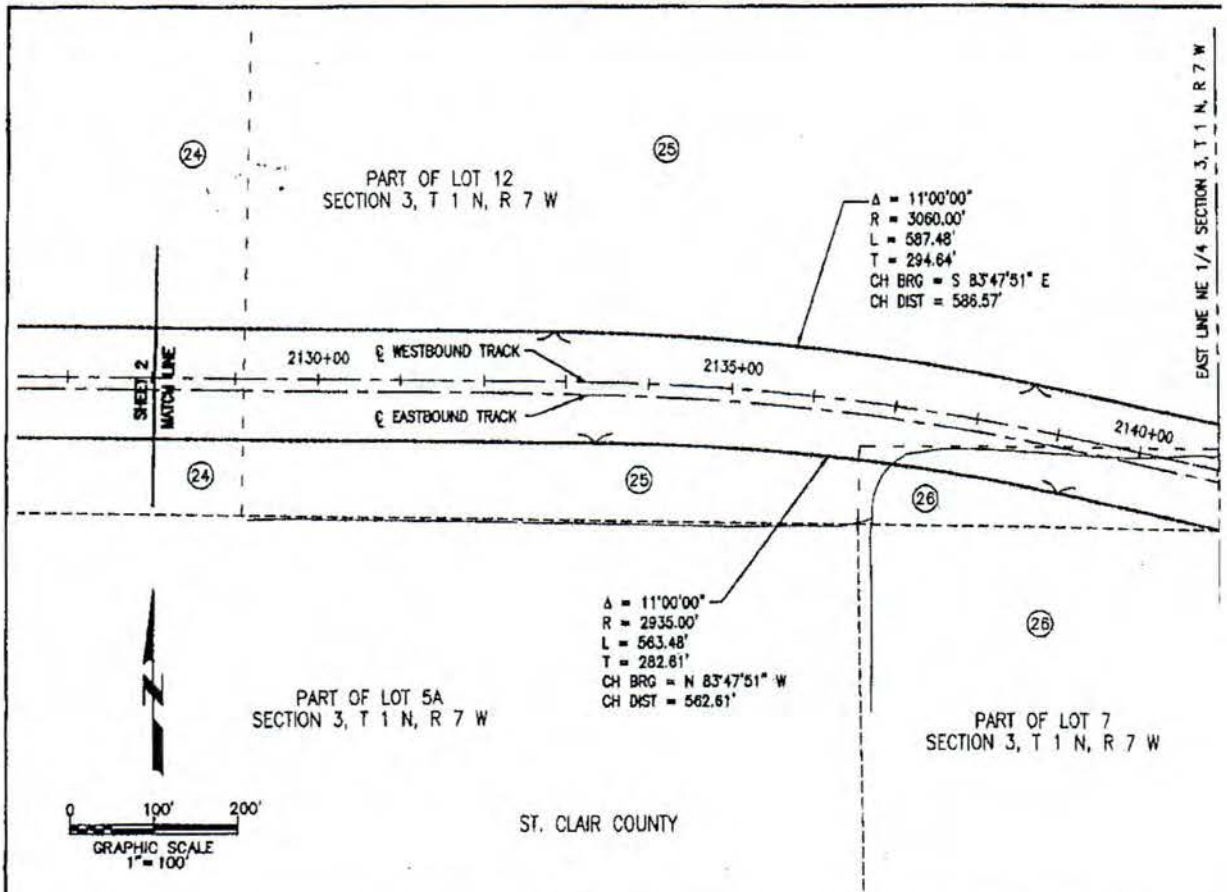 24
25
PART OF LOT 12
SECTION 3, T 1 N, R 7 W
EAST LINE NE 1/4 SECTION 3, T 1 N, R 7 W
Δ = 11°00'00"
R = 3060.00'
L = 587.48'
T = 294.64'
CH BRG = S 83°47'51" E
CH DIST = 586.57'
SHEET 2
MATCH LINE
2130+00
℄ WESTBOUND TRACK
2135+00
℄ EASTBOUND TRACK
2140+00
24
25
26
Δ = 11°00'00"
R = 2935.00'
L = 563.48'
T = 282.61'
CH BRG = N 83°47'51" W
CH DIST = 562.61'
26
N
PART OF LOT 5A
SECTION 3, T 1 N, R 7 W
PART OF LOT 7
SECTION 3, T 1 N, R 7 W
0 100' 200'
GRAPHIC SCALE
1"= 100'
ST. CLAIR COUNTY